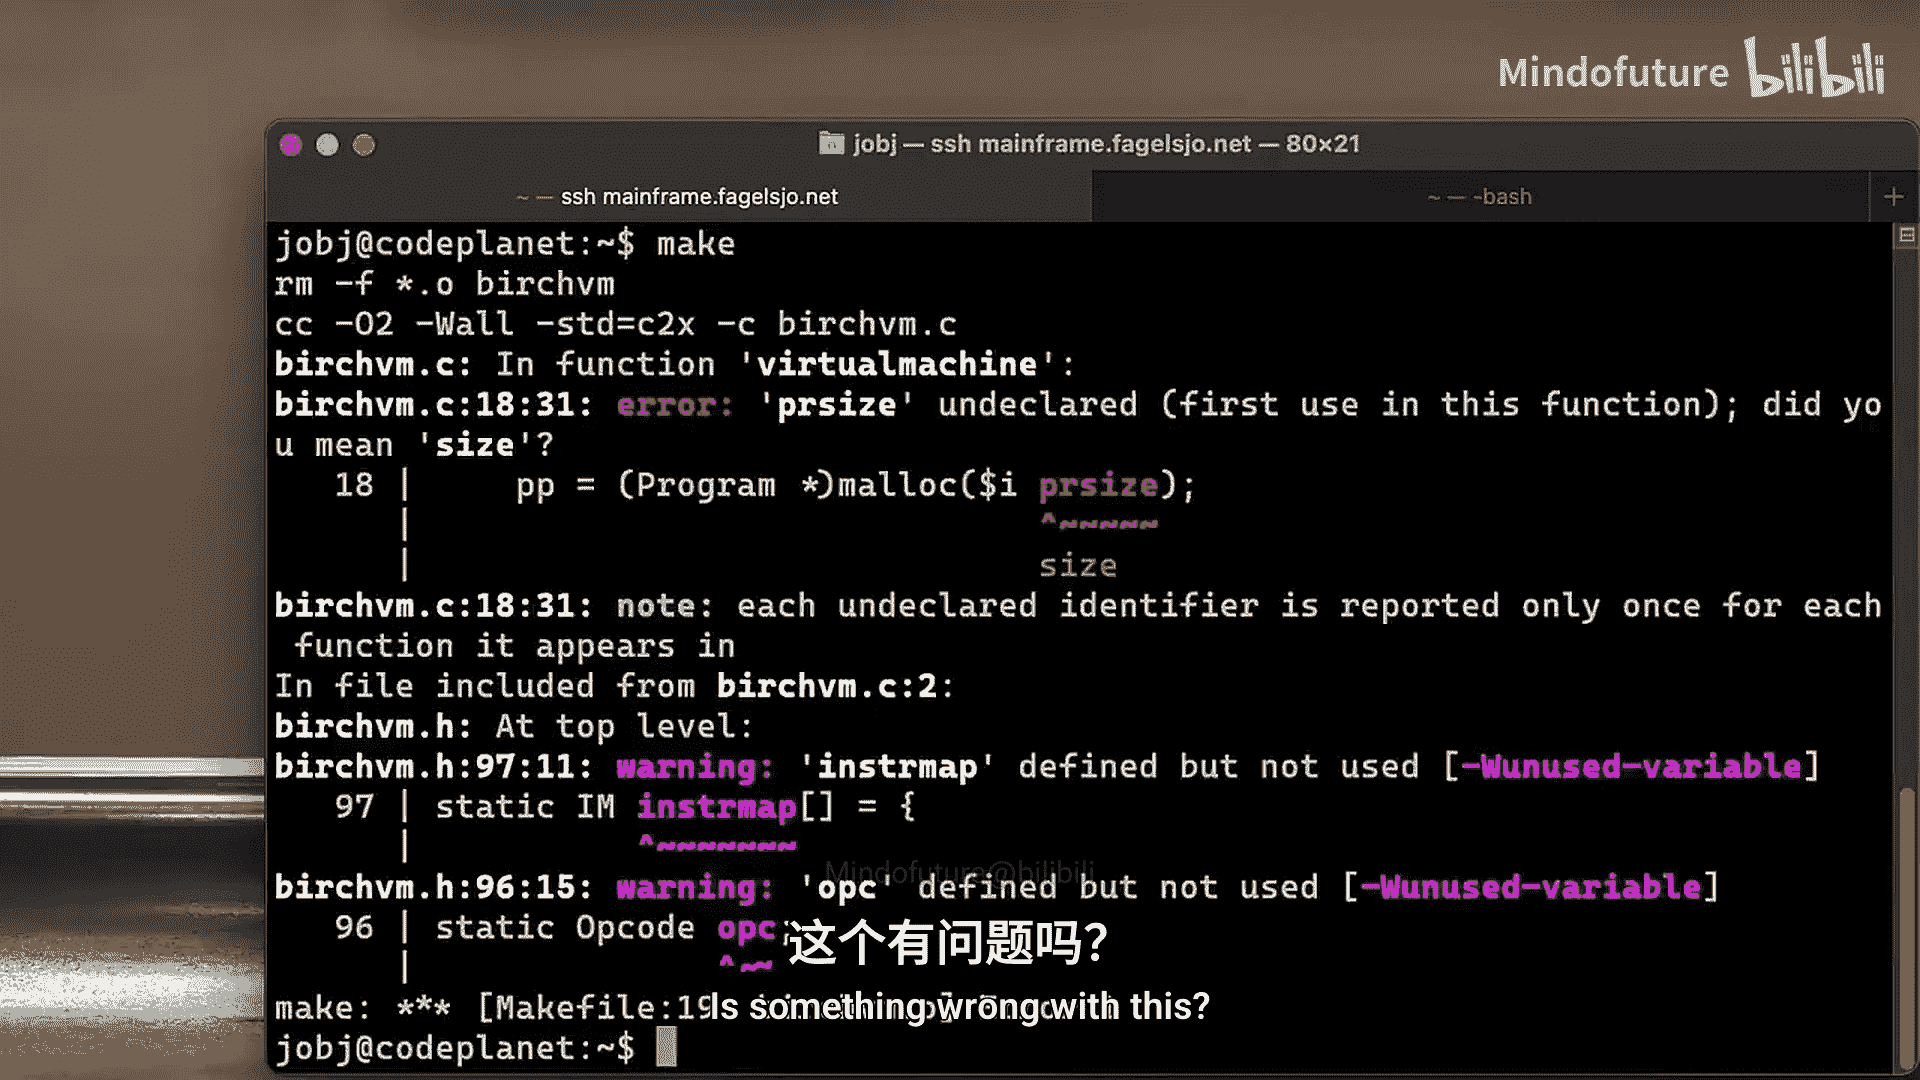 Mindofuture bilibili
jobj — ssh mainframe.fagelsjo.net — 80×21
~ — ssh mainframe.fagelsjo.net
~ — -bash
+
jobj@codeplanet:~$ make
rm -f *.o birchvm
cc -O2 -Wall -std=c2x -c birchvm.c
birchvm.c: In function 'virtualmachine':
birchvm.c:18:31: error: 'prsize' undeclared (first use in this function); did yo
u mean 'size'?
18 | pp = (Program *)malloc($i prsize);
| ^~~~~~
| size
birchvm.c:18:31: note: each undeclared identifier is reported only once for each
function it appears in
In file included from birchvm.c:2:
birchvm.h: At top level:
birchvm.h:97:11: warning: 'instrmap' defined but not used [-Wunused-variable]
97 | static IM instrmap[] = {
| ^~~~~~~~
Mindofuture@bilibili
birchvm.h:96:15: warning: 'opc' defined but not used [-Wunused-variable]
96 | static Opcode opc;
| ^~~
这个有问题吗?
make: *** [Makefile:19
Is something wrong with this?
jobj@codeplanet:~$